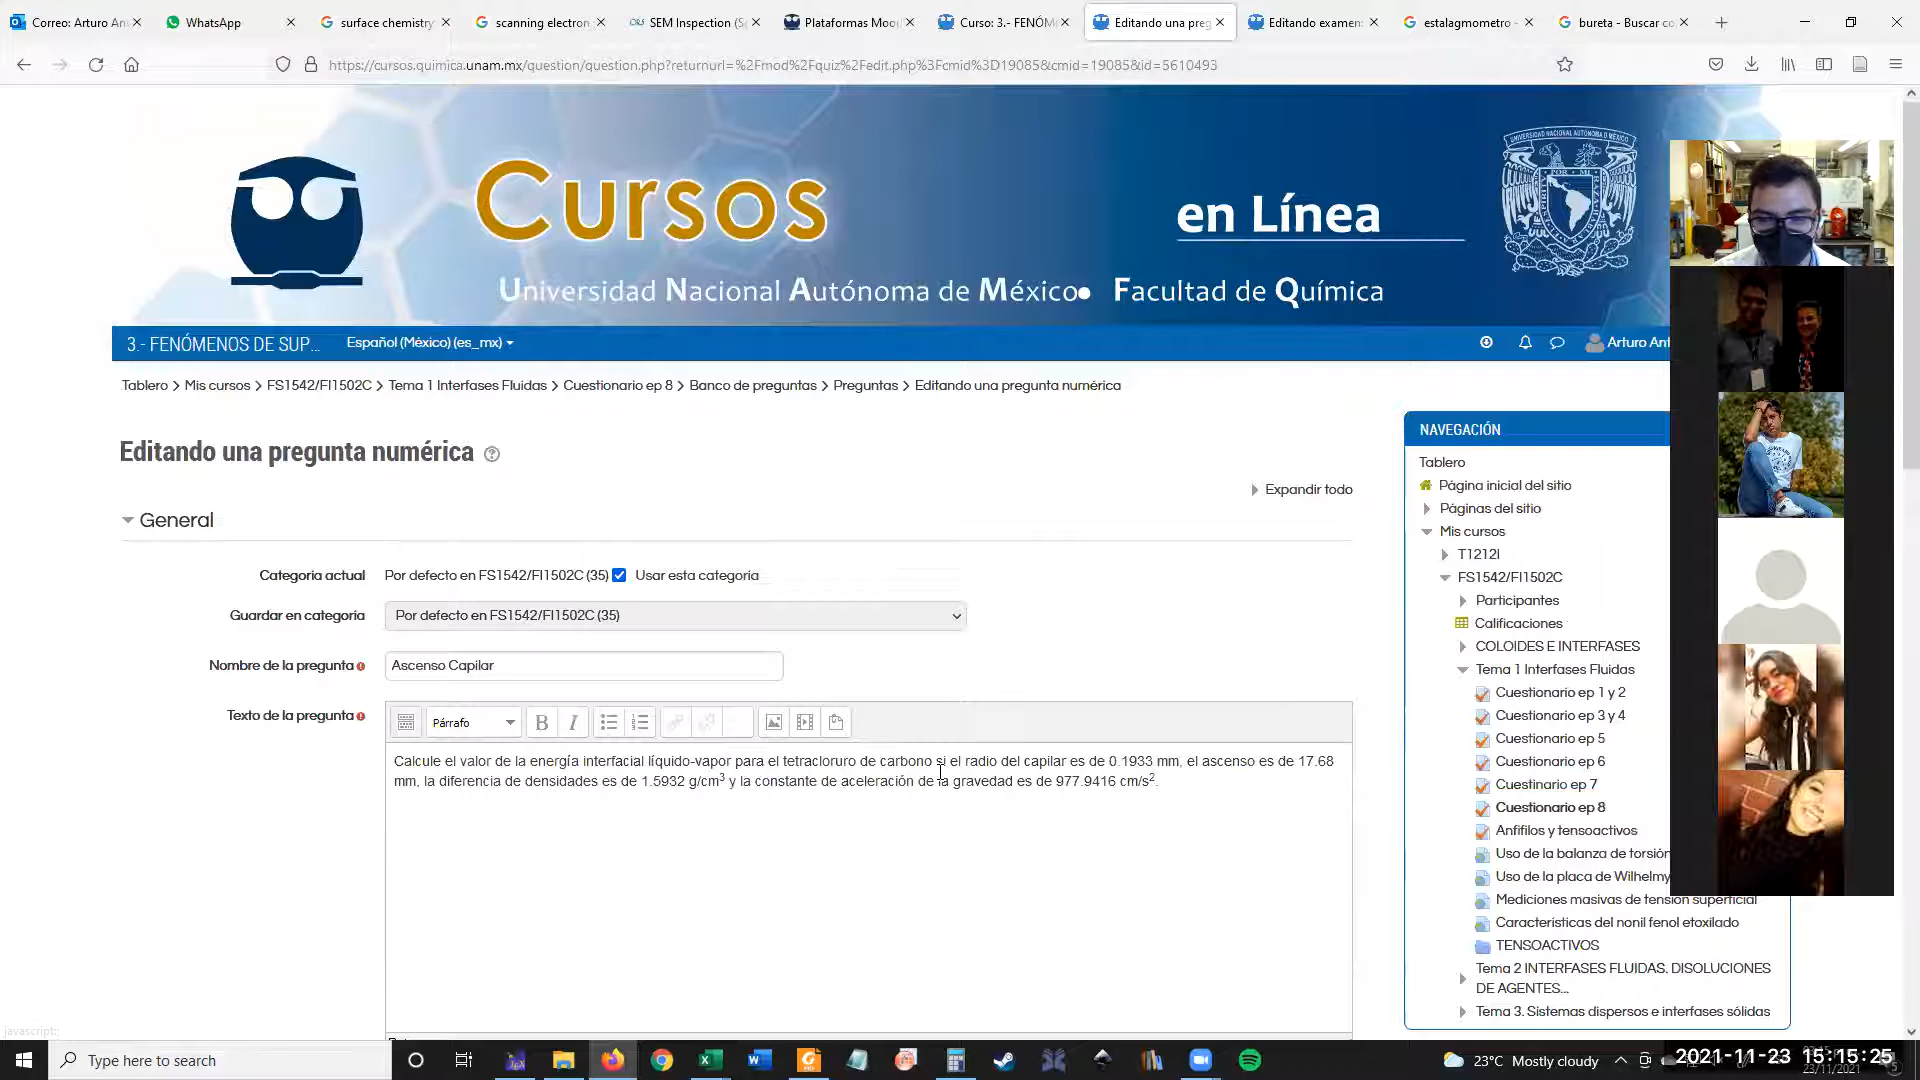 Correo: Arturo An
WhatsApp
surface chemistry
scanning electron
SEM Inspection (S
Plataformas Moo
Curso: 3.- FENÓM
Editando una preg
Editando examen:
estalagmometro -
bureta - Buscar co
https://cursos.quimica.unam.mx/question/question.php?returnurl=%2Fmod%2Fquiz%2Fedit.php%3Fcmid%3D19085&cmid=19085&id=5610493
Cursos
en Línea
Universidad Nacional Autónoma de México • Facultad de Química
3.- FENÓMENOS DE SUP...
Español (México) (es_mx)
Arturo Ant
Tablero > Mis cursos > FS1542/FI1502C > Tema 1 Interfases Fluidas > Cuestionario ep 8 > Banco de preguntas > Preguntas > Editando una pregunta numérica
Editando una pregunta numérica
Expandir todo
General
Categoría actual
Por defecto en FS1542/FI1502C (35)
Usar esta categoría
Guardar en categoría
Por defecto en FS1542/FI1502C (35)
Nombre de la pregunta
Ascenso Capilar
Texto de la pregunta
Párrafo
B I
Calcule el valor de la energía interfacial líquido-vapor para el tetracloruro de carbono si el radio del capilar es de 0.1933 mm, el ascenso es de 17.68
mm, la diferencia de densidades es de 1.5932 g/cm³ y la constante de aceleración de la gravedad es de 977.9416 cm/s².
NAVEGACIÓN
Tablero
Página inicial del sitio
Páginas del sitio
Mis cursos
T1212I
FS1542/FI1502C
Participantes
Calificaciones
COLOIDES E INTERFASES
Tema 1 Interfases Fluidas
Cuestionario ep 1 y 2
Cuestionario ep 3 y 4
Cuestionario ep 5
Cuestionario ep 6
Cuestinario ep 7
Cuestionario ep 8
Anfifilos y tensoactivos
Uso de la balanza de torsión
Uso de la placa de Wilhelmy
Mediciones masivas de tensión superficial
Características del nonil fenol etoxilado
TENSOACTIVOS
Tema 2 INTERFASES FLUIDAS. DISOLUCIONES
DE AGENTES...
Tema 3. Sistemas dispersos e interfases sólidas
javascript:;
Type here to search
23°C Mostly cloudy
2021-11-23 15:15:25
23/11/2021